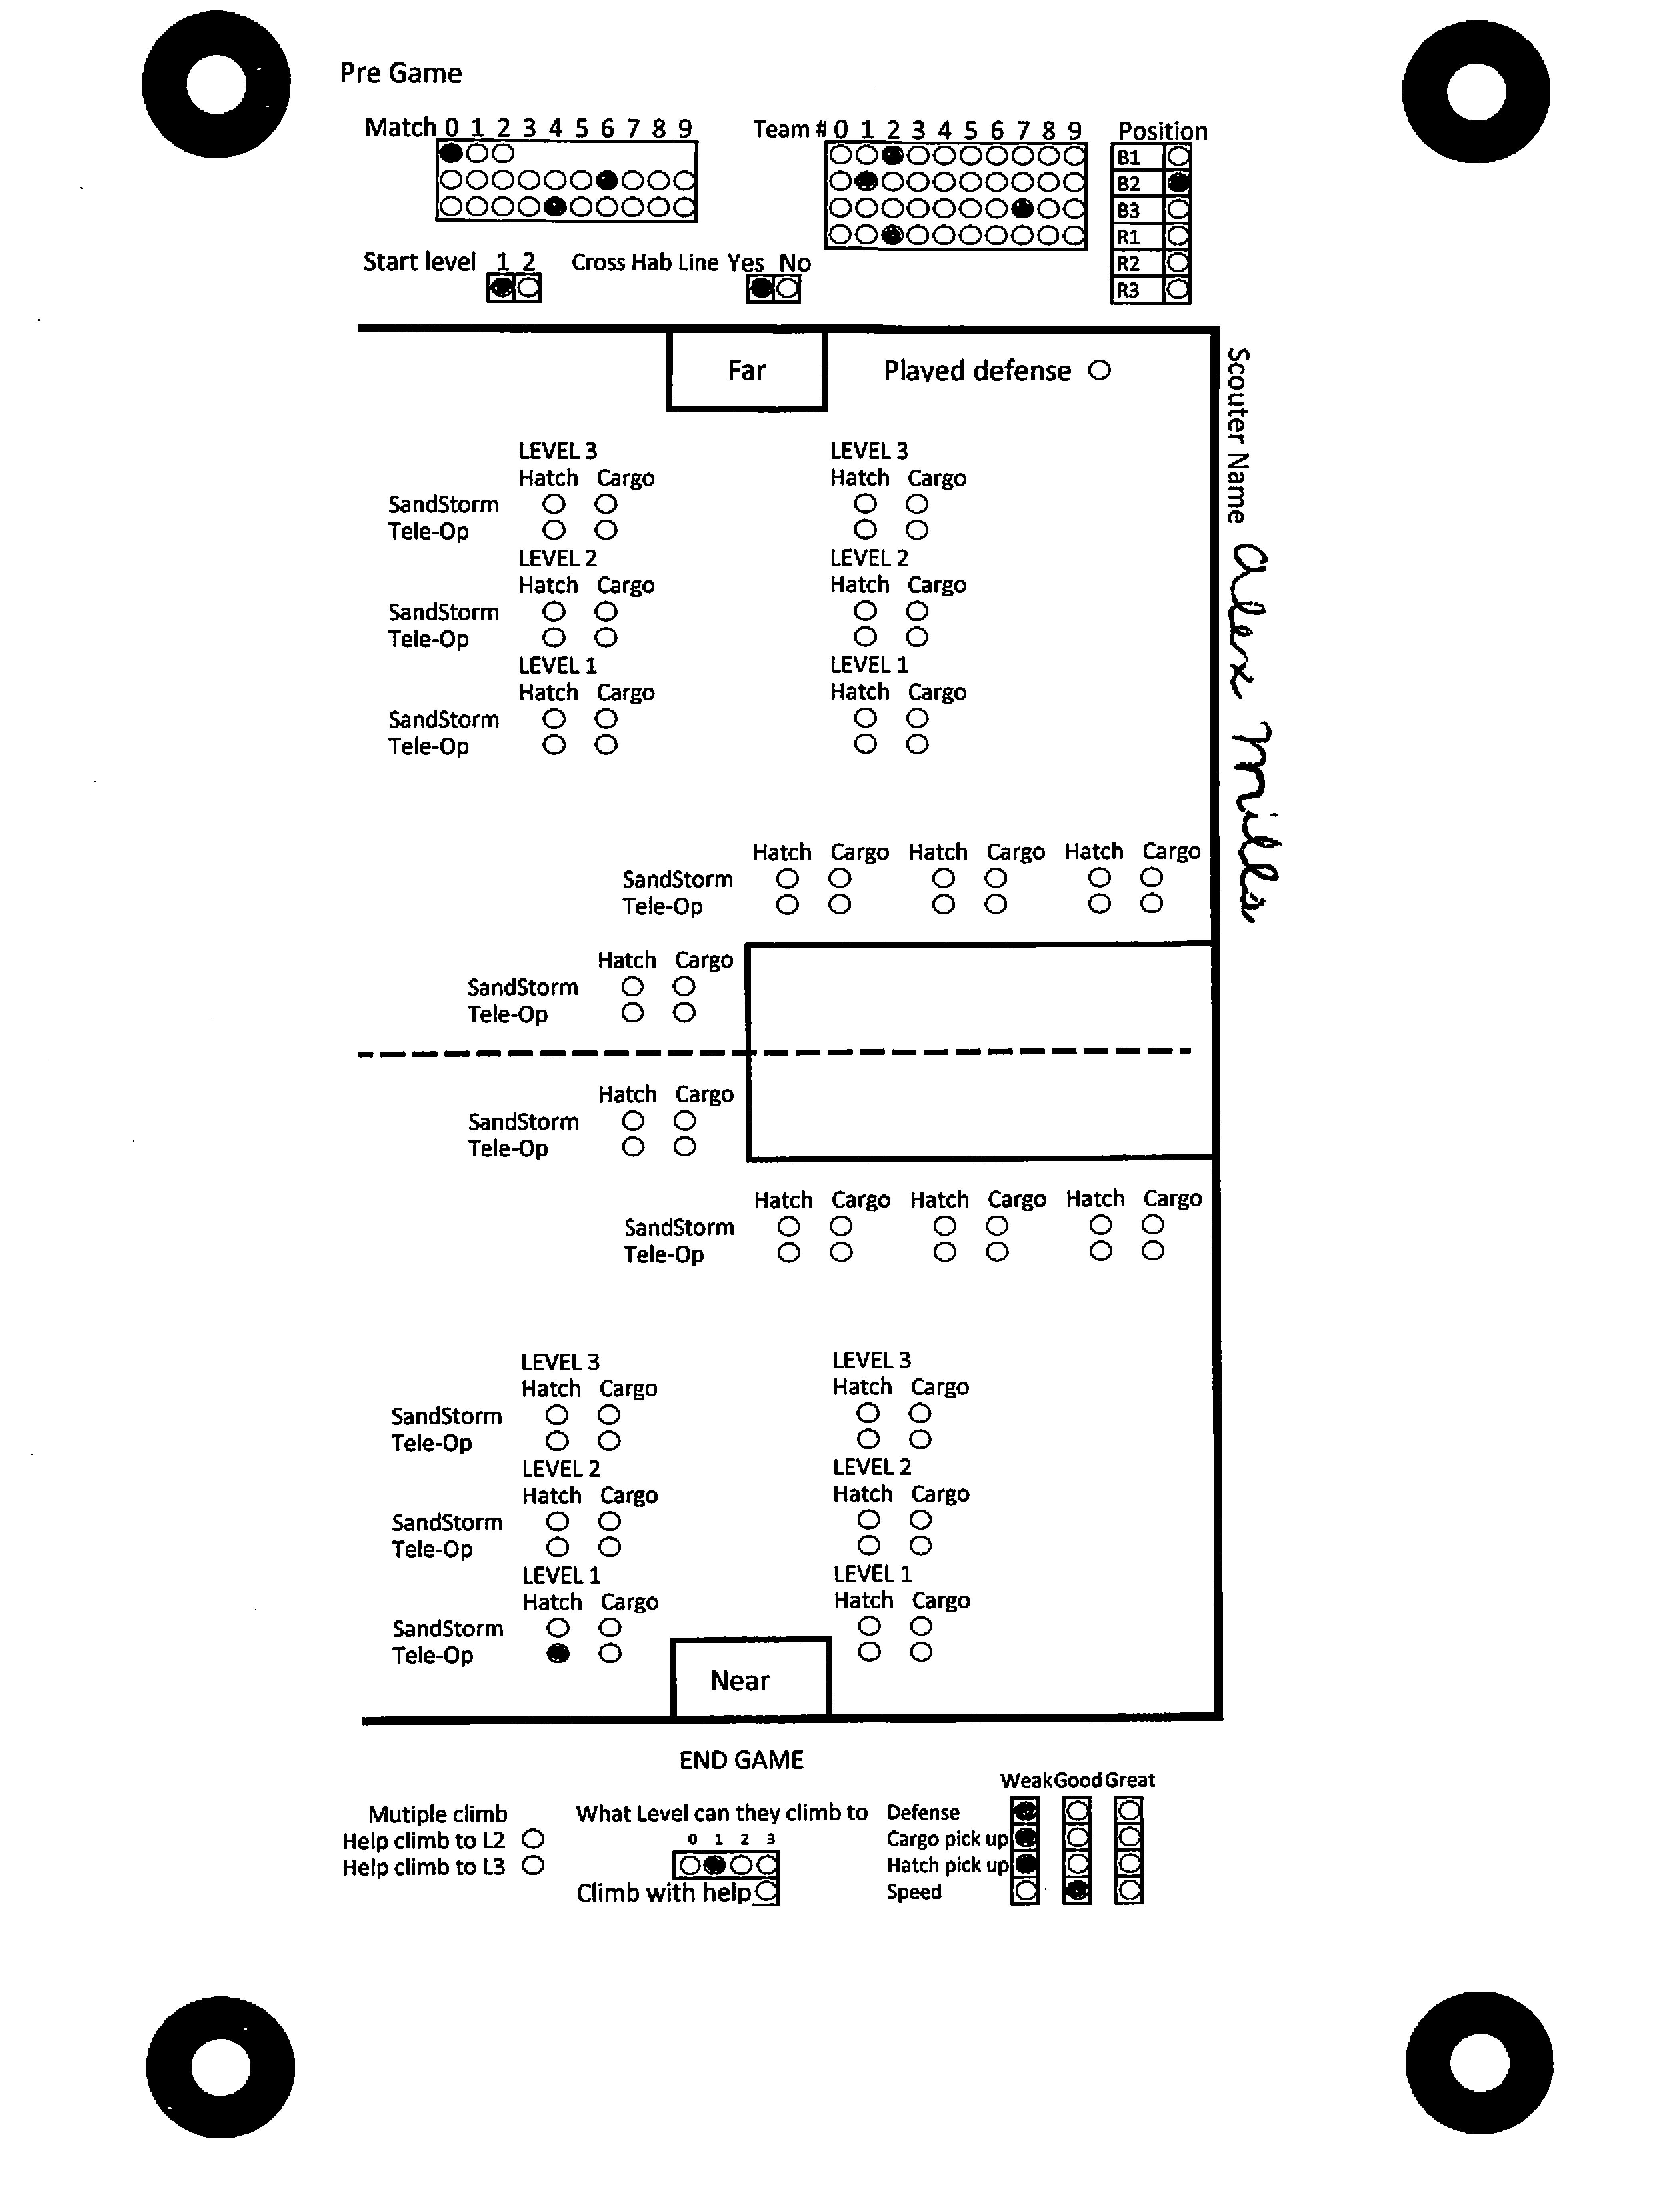 Pre Game
Match 0 1 2 3 4 5 6 7 8 9
Team # 0 1 2 3 4 5 6 7 8 9
Position
B1
B2
B3
R1
R2
R3
Start level 1 2
Cross Hab Line Yes No
Far
Played defense
Scouter Name Alex Mills
LEVEL 3 LEVEL 3
Hatch Cargo Hatch Cargo
SandStorm
Tele-Op
LEVEL 2 LEVEL 2
Hatch Cargo Hatch Cargo
SandStorm
Tele-Op
LEVEL 1 LEVEL 1
Hatch Cargo Hatch Cargo
SandStorm
Tele-Op
Hatch Cargo Hatch Cargo Hatch Cargo
SandStorm
Tele-Op
Hatch Cargo
SandStorm
Tele-Op
Hatch Cargo
SandStorm
Tele-Op
Hatch Cargo Hatch Cargo Hatch Cargo
SandStorm
Tele-Op
LEVEL 3 LEVEL 3
Hatch Cargo Hatch Cargo
SandStorm
Tele-Op
LEVEL 2 LEVEL 2
Hatch Cargo Hatch Cargo
SandStorm
Tele-Op
LEVEL 1 LEVEL 1
Hatch Cargo Hatch Cargo
SandStorm
Tele-Op
Near
END GAME
Mutiple climb
Help climb to L2
Help climb to L3
What Level can they climb to
0 1 2 3
Climb with help
Weak Good Great
Defense
Cargo pick up
Hatch pick up
Speed